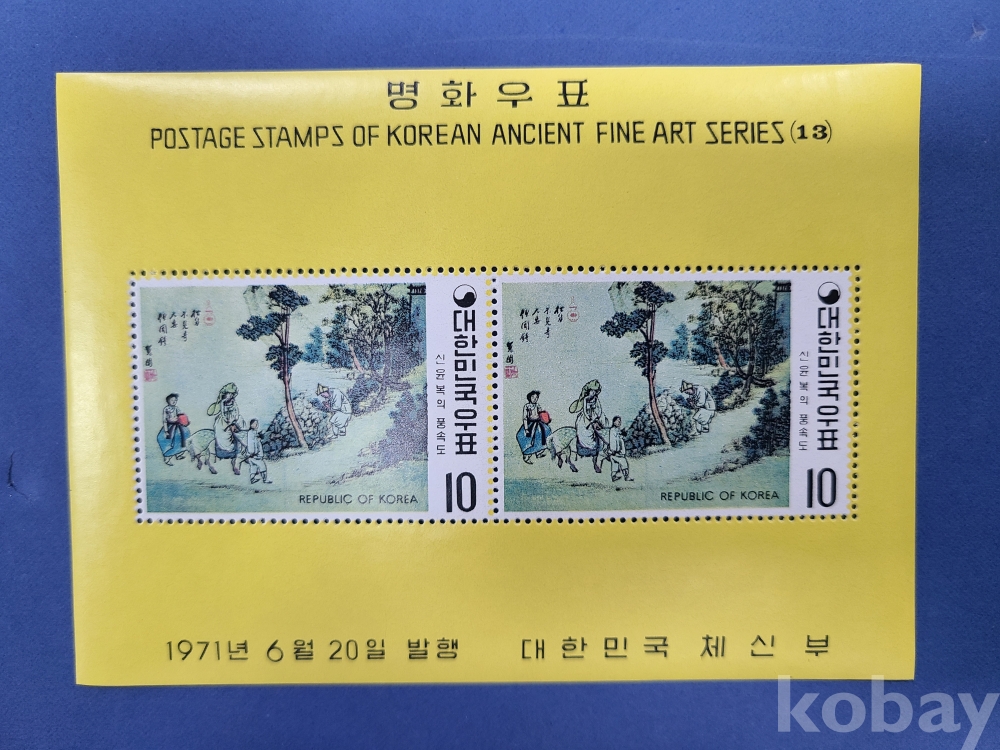 명화우표
POSTAGE STAMPS OF KOREAN ANCIENT FINE ART SERIES (13)
대한민국우표
신윤복의 풍속도
REPUBLIC OF KOREA
10
대한민국우표
신윤복의 풍속도
REPUBLIC OF KOREA
10
1971년 6월 20일 발행 대한민국 체신부
kobay